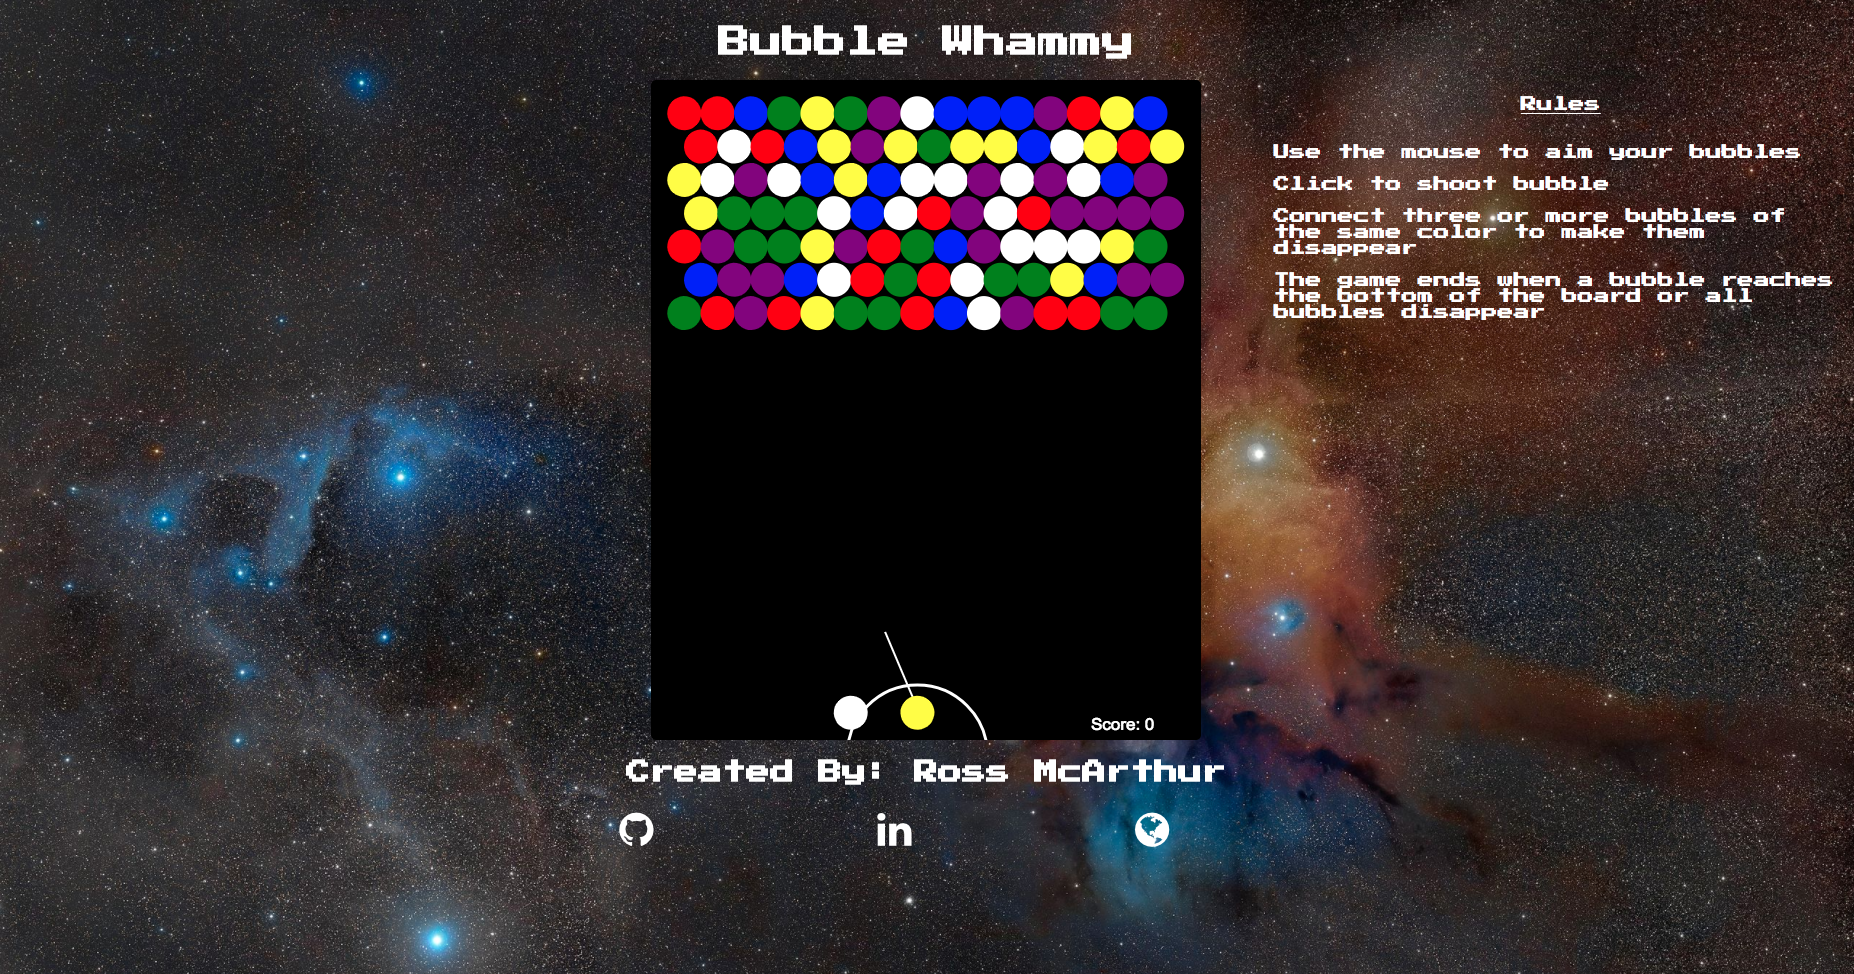 Bubble Whammy
Rules
Use the mouse to aim your bubbles
Click to shoot bubble
Connect three or more bubbles of
the same color to make them
disappear
The game ends when a bubble reaches
the bottom of the board or all
bubbles disappear
Score: 0
Created By: Ross McArthur
in